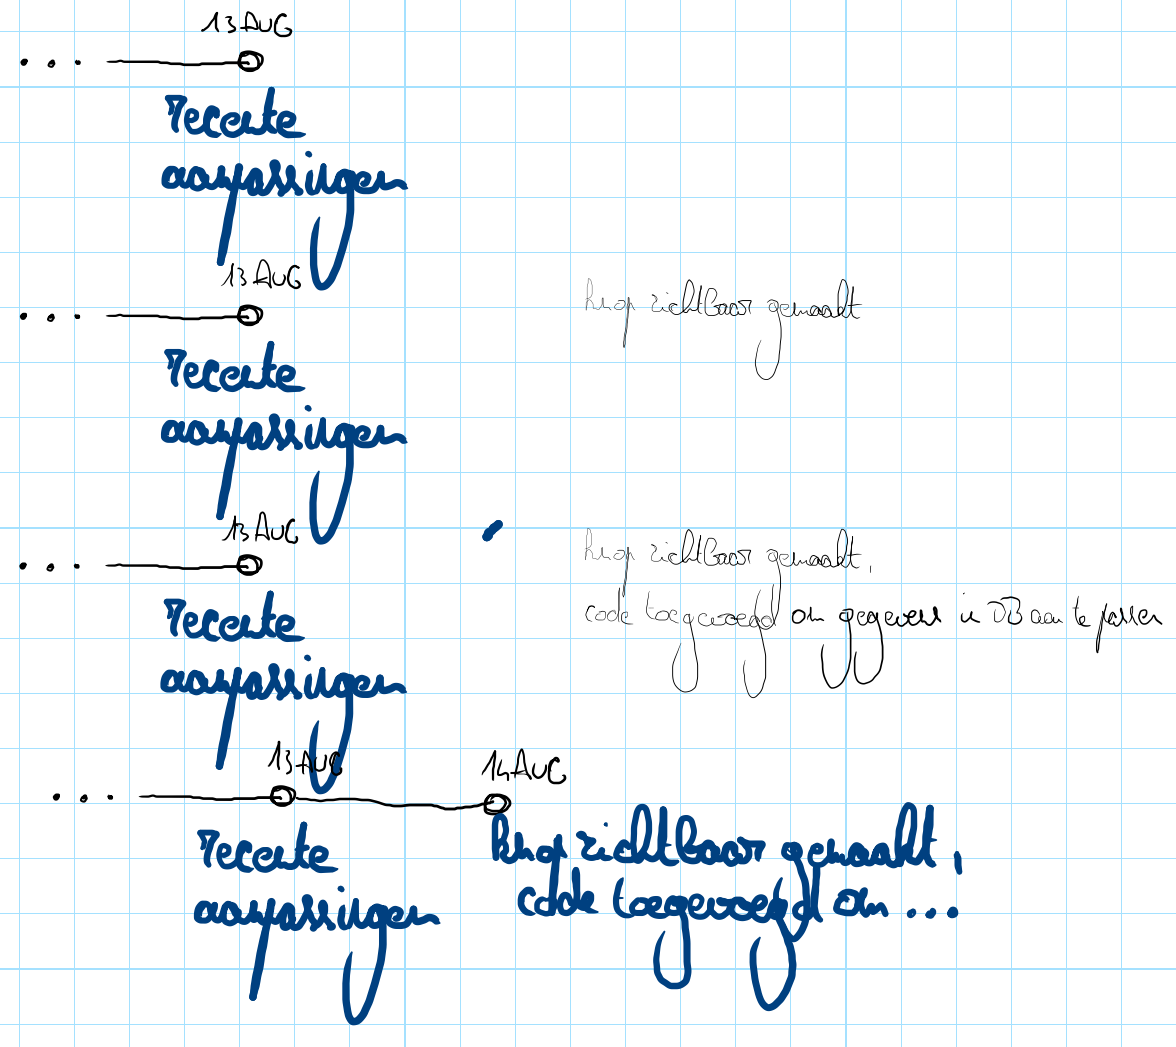 13 AUG
...
recente
aanpassingen
13 AUG
... knop zichtbaar gemaakt
recente
aanpassingen
13 AUG
... knop zichtbaar gemaakt,
code toegevoegd om gegevens in DB aan te passen
recente
aanpassingen
13 AUG 14 AUG
...
recente knop zichtbaar gemaakt,
aanpassingen code toegevoegd om ...